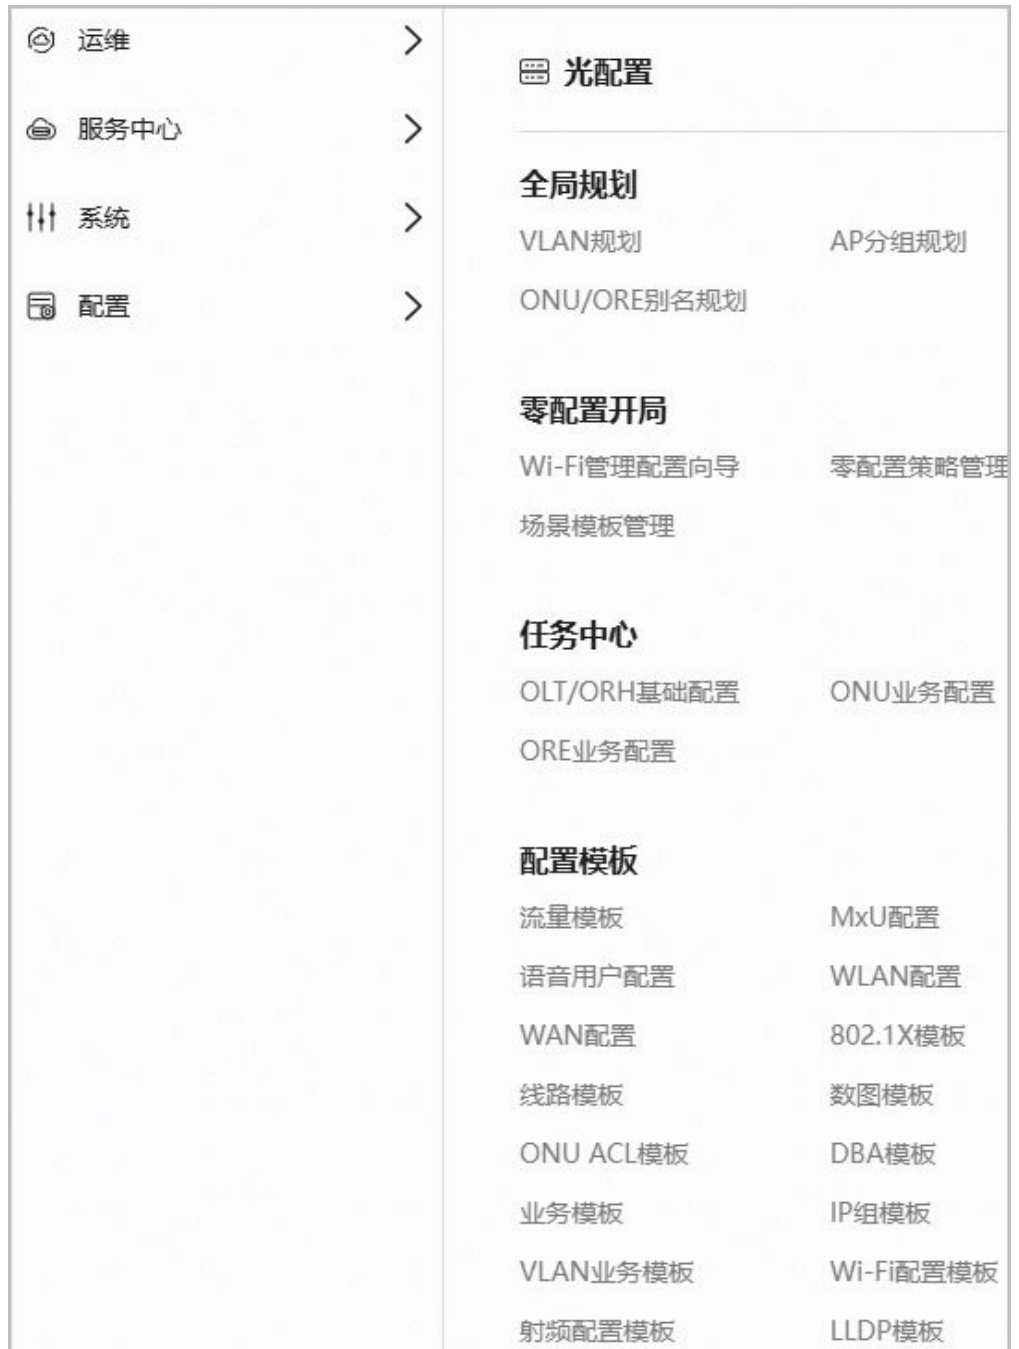 运维
服务中心
系统
配置
光配置
全局规划
VLAN规划 AP分组规划
ONU/ORE别名规划
零配置开局
Wi-Fi管理配置向导 零配置策略管理
场景模板管理
任务中心
OLT/ORH基础配置 ONU业务配置
ORE业务配置
配置模板
流量模板 MxU配置
语音用户配置 WLAN配置
WAN配置 802.1X模板
线路模板 数图模板
ONU ACL模板 DBA模板
业务模板 IP组模板
VLAN业务模板 Wi-Fi配置模板
射频配置模板 LLDP模板